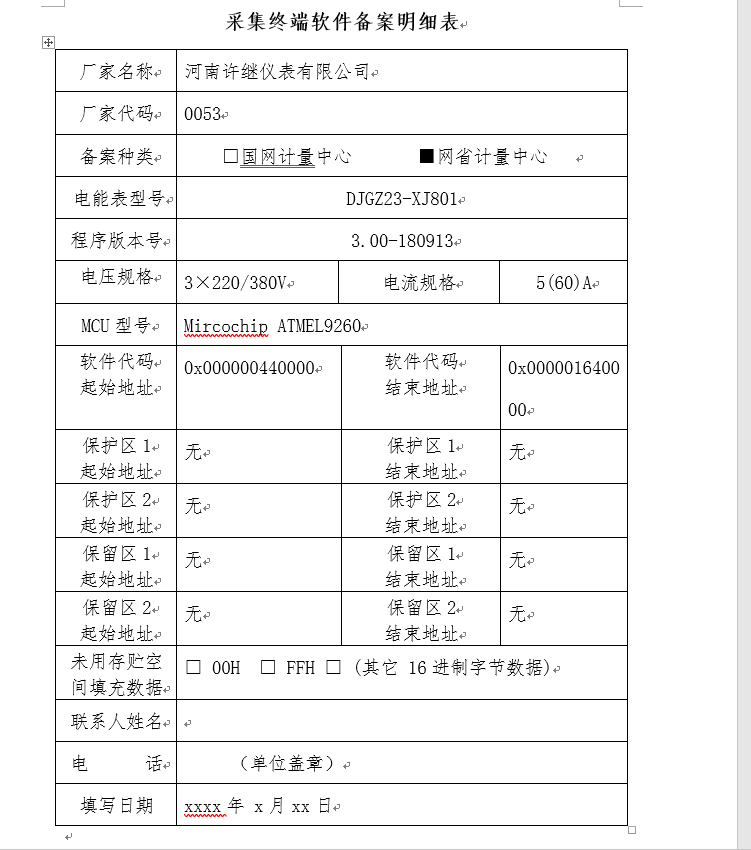 采集终端软件备案明细表
厂家名称 河南许继仪表有限公司
厂家代码 0053
备案种类 □国网计量中心 ■网省计量中心
电能表型号 DJGZ23-XJ801
程序版本号 3.00-180913
电压规格 3×220/380V 电流规格 5(60)A
MCU 型号 Mircochip ATMEL9260
软件代码 起始地址 0x000000440000 软件代码 结束地址 0x0000016400
00
保护区 1 无 保护区 1 无
起始地址 结束地址
保护区 2 无 保护区 2 无
起始地址 结束地址
保留区 1 无 保留区 1 无
起始地址 结束地址
保留区 2 无 保留区 2 无
起始地址 结束地址
未用存贮空 □ 00H □ FFH □ (其它 16 进制字节数据)
间填充数据
联系人姓名
电 话 （单位盖章）
填写日期 xxxx 年 x 月 xx 日